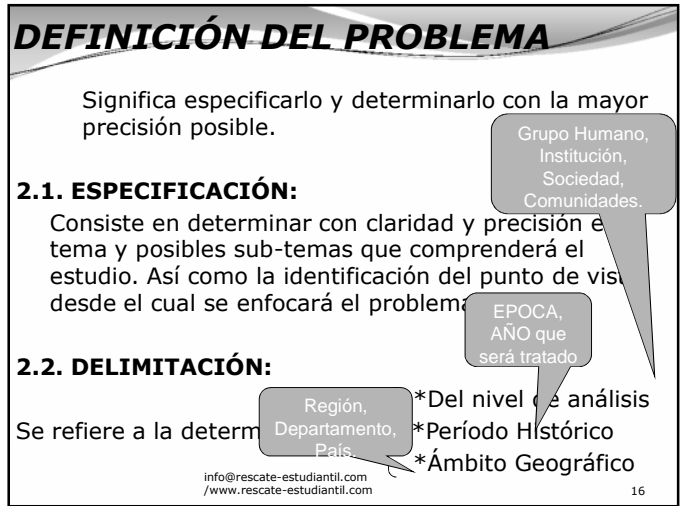 DEFINICIÓN DEL PROBLEMA
Significa especificarlo y determinarlo con la mayor
precisión posible.
Grupo Humano,
Institución,
Sociedad,
Comunidades.
2.1. ESPECIFICACIÓN:
Consiste en determinar con claridad y precisión
tema y posibles sub-temas que comprenderá el
estudio. Así como la identificación del punto de
desde el cual se enfocará el problema
EPOCA,
AÑO que
será tratado
2.2. DELIMITACIÓN:
*Del nivel de análisis
Región,
Departamento,
País.
Se refiere a la *Período Histórico
*Ámbito Geográfico
info@rescate-estudiantil.com
/www.rescate-estudiantil.com
16